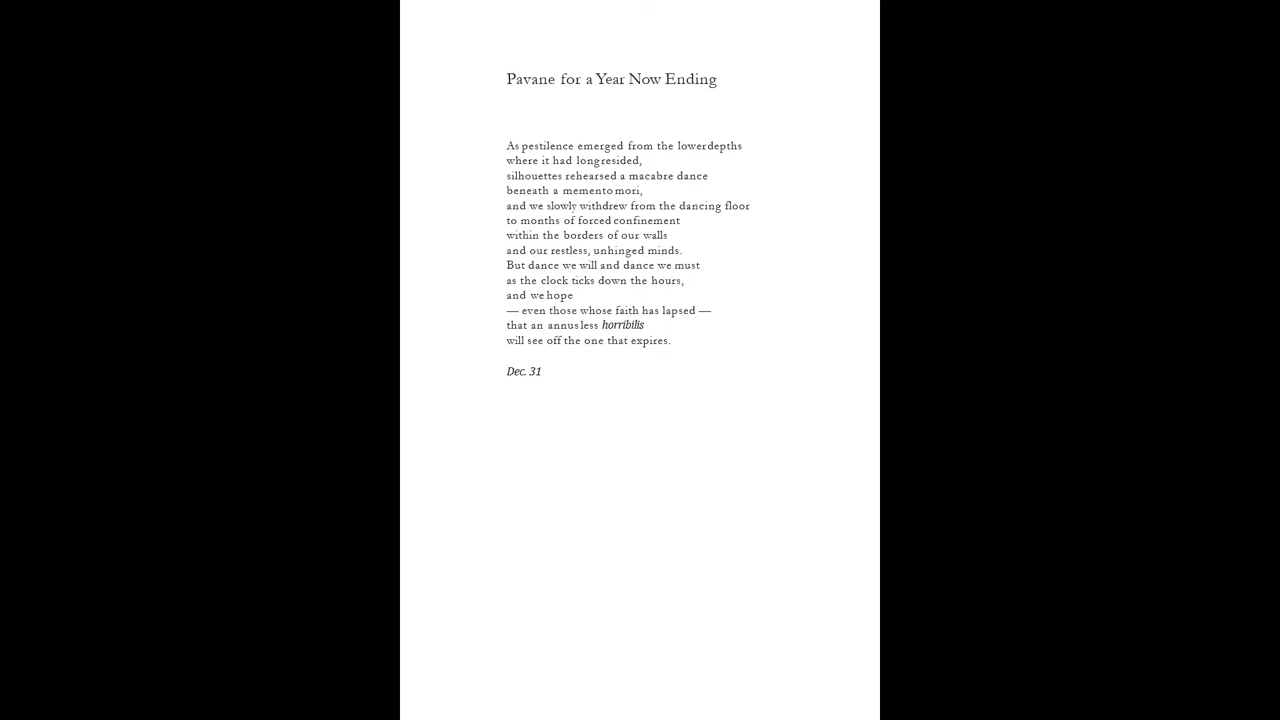 Pavane for a Year Now Ending
As pestilence emerged from the lower depths
where it had long resided,
silhouettes rehearsed a macabre dance
beneath a memento mori,
and we slowly withdrew from the dancing floor
to months of forced confinement
within the borders of our walls
and our restless, unhinged minds.
But dance we will and dance we must
as the clock ticks down the hours,
and we hope
— even those whose faith has lapsed —
that an annus less horribilis
will see off the one that expires.
Dec. 31